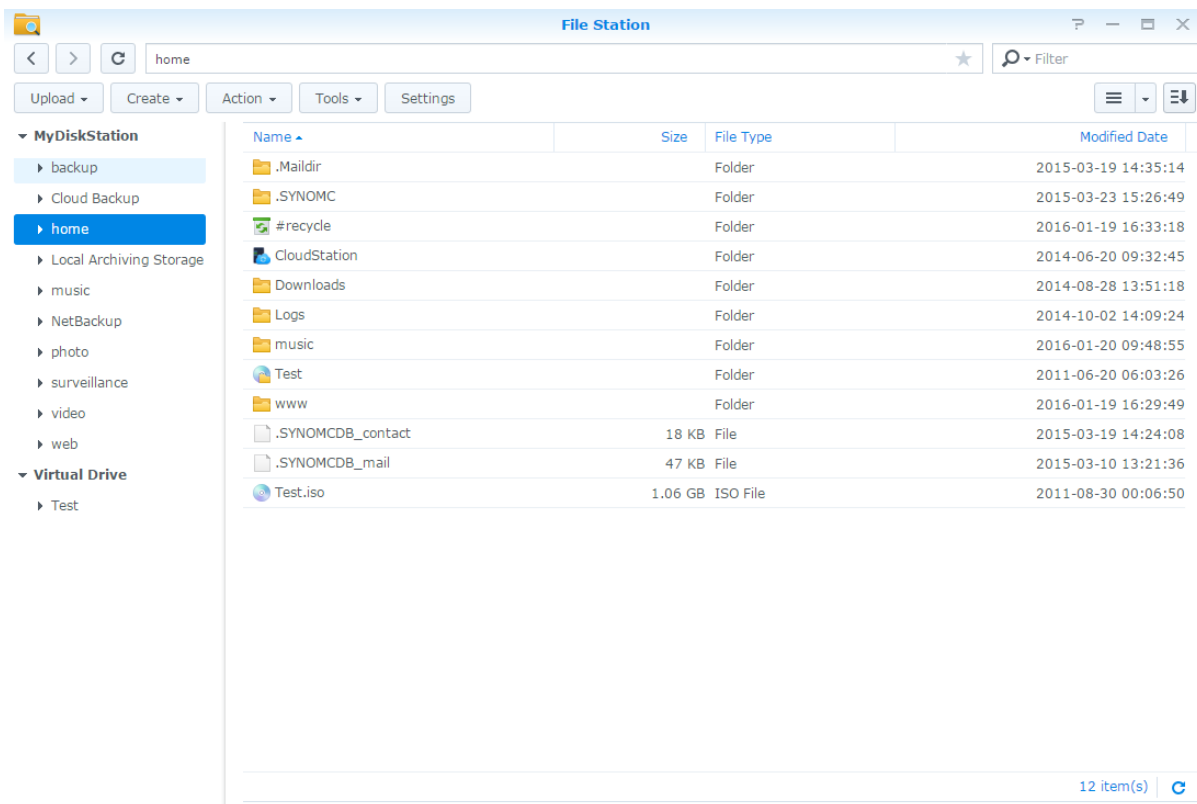 File Station
home
Filter
Upload Create Action Tools Settings
MyDiskStation
backup
Cloud Backup
home
Local Archiving Storage
music
NetBackup
photo
surveillance
video
web
Virtual Drive
Test
Name Size File Type Modified Date
.Maildir Folder 2015-03-19 14:35:14
.SYNOMC Folder 2015-03-23 15:26:49
#recycle Folder 2016-01-19 16:33:18
CloudStation Folder 2014-06-20 09:32:45
Downloads Folder 2014-08-28 13:51:18
Logs Folder 2014-10-02 14:09:24
music Folder 2016-01-20 09:48:55
Test Folder 2011-06-20 06:03:26
www Folder 2016-01-19 16:29:49
.SYNOMCDB_contact 18 KB File 2015-03-19 14:24:08
.SYNOMCDB_mail 47 KB File 2015-03-10 13:21:36
Test.iso 1.06 GB ISO File 2011-08-30 00:06:50
12 item(s)